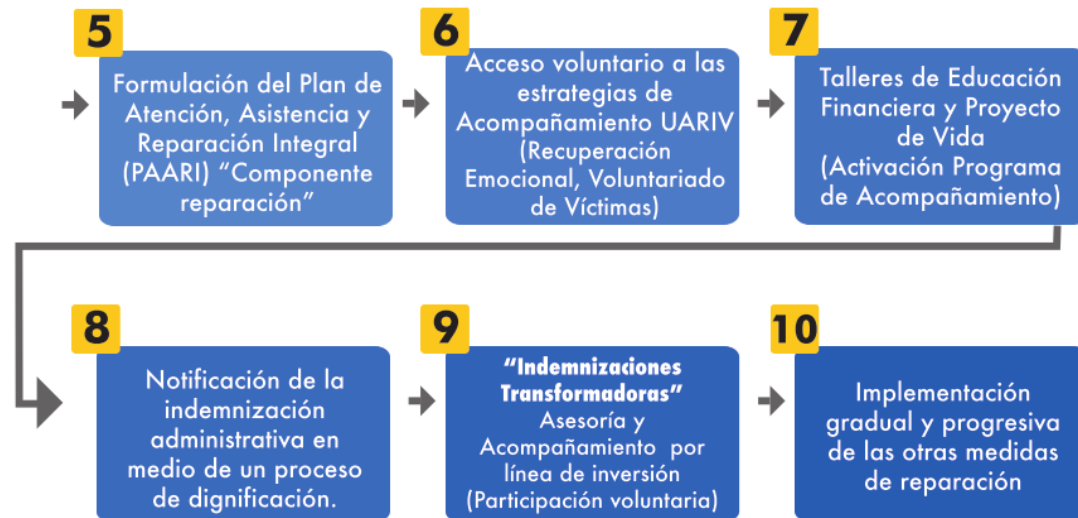 5
Formulación del Plan de
Atención, Asistencia y
Reparación Integral
(PAARI) “Componente
reparación”
6
Acceso voluntario a las
estrategias de
Acompañamiento UARIV
(Recuperación
Emocional, Voluntariado
de Víctimas)
7
Talleres de Educación
Financiera y Proyecto
de Vida
(Activación Programa
de Acompañamiento)
8
Notificación de la
indemnización
administrativa en
medio de un proceso
de dignificación.
9
“Indemnizaciones
Transformadoras”
Asesoría y
Acompañamiento por
línea de inversión
(Participación voluntaria)
10
Implementación
gradual y progresiva
de las otras medidas
de reparación